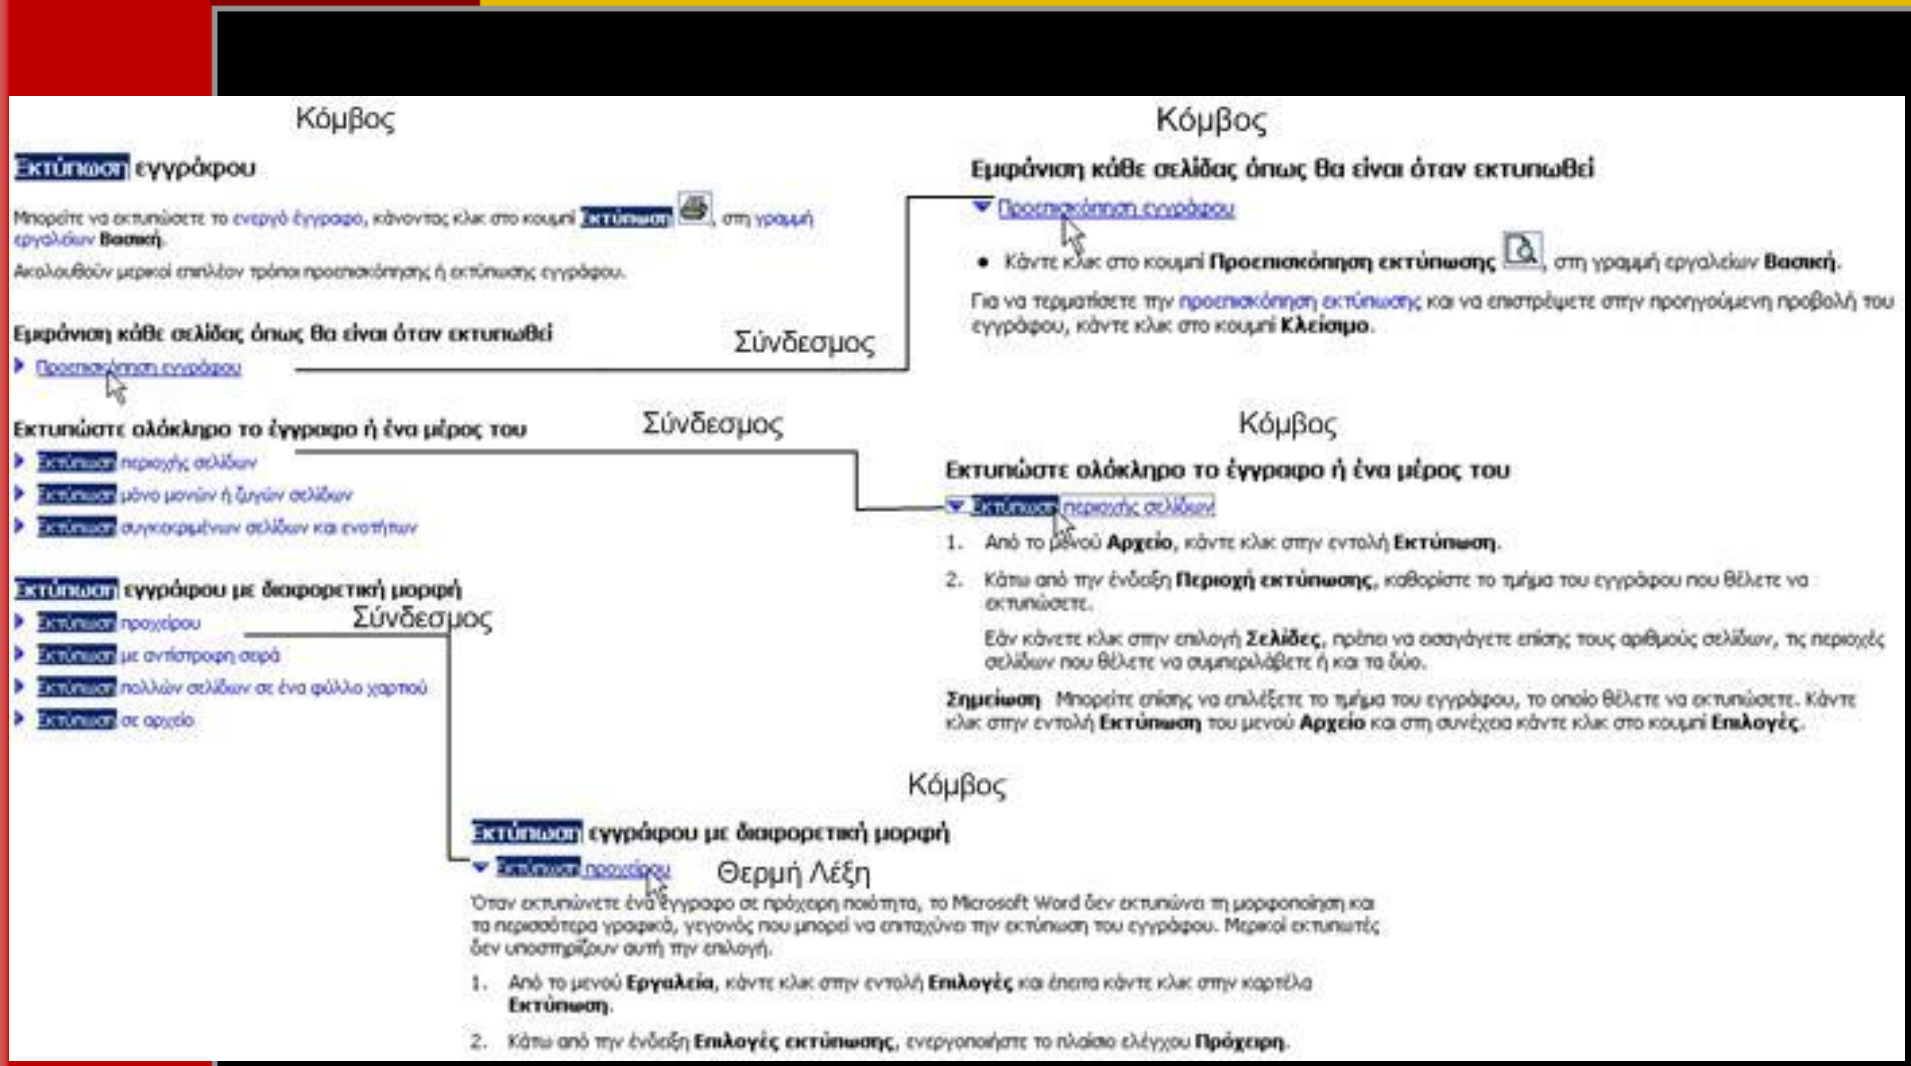 Κόμβος
Εκτύπωση εγγράφου
Μπορείτε να εκτυπώσετε το ενεργό έγγραφο, κάνοντας κλικ στο κουμπί Εκτύπωση , στη γραμμή
εργαλείων Βασική.
Ακολουθούν μερικοί επιπλέον τρόποι προεπισκόπησης ή εκτύπωσης εγγράφου.
Εμφάνιση κάθε σελίδας όπως θα είναι όταν εκτυπωθεί
Προεπισκόπηση εγγράφου
Σύνδεσμος
Εκτυπώστε ολόκληρο το έγγραφο ή ένα μέρος του
Σύνδεσμος
Εκτύπωση περιοχής σελίδων
Εκτύπωση μόνο μονών ή ζυγών σελίδων
Εκτύπωση συγκεκριμένων σελίδων και ενοτήτων
Εκτύπωση εγγράφου με διαφορετική μορφή
Σύνδεσμος
Εκτύπωση προχείρου
Εκτύπωση με αντίστροφη σειρά
Εκτύπωση πολλών σελίδων σε ένα φύλλο χαρτιού
Εκτύπωση σε αρχείο
Κόμβος
Εμφάνιση κάθε σελίδας όπως θα είναι όταν εκτυπωθεί
Προεπισκόπηση εγγράφου
• Κάντε κλικ στο κουμπί Προεπισκόπηση εκτύπωσης , στη γραμμή εργαλείων Βασική.
Για να τερματίσετε την προεπισκόπηση εκτύπωσης και να επιστρέψετε στην προηγούμενη προβολή του
εγγράφου, κάντε κλικ στο κουμπί Κλείσιμο.
Κόμβος
Εκτυπώστε ολόκληρο το έγγραφο ή ένα μέρος του
Εκτύπωση περιοχής σελίδων
1. Από το μενού Αρχείο, κάντε κλικ στην εντολή Εκτύπωση.
2. Κάτω από την ένδειξη Περιοχή εκτύπωσης, καθορίστε το τμήμα του εγγράφου που θέλετε να
εκτυπώσετε.
Εάν κάνετε κλικ στην επιλογή Σελίδες, πρέπει να εισαγάγετε επίσης τους αριθμούς σελίδων, τις περιοχές
σελίδων που θέλετε να συμπεριλάβετε ή και τα δύο.
Σημείωση Μπορείτε επίσης να επιλέξετε το τμήμα του εγγράφου, το οποίο θέλετε να εκτυπώσετε. Κάντε
κλικ στην εντολή Εκτύπωση του μενού Αρχείο και στη συνέχεια κάντε κλικ στο κουμπί Επιλογές.
Κόμβος
Εκτύπωση εγγράφου με διαφορετική μορφή
Εκτύπωση προχείρου
Θερμή Λέξη
Όταν εκτυπώνετε ένα έγγραφο σε πρόχειρη ποιότητα, το Microsoft Word δεν εκτυπώνει τη μορφοποίηση και
τα περισσότερα γραφικά, γεγονός που μπορεί να επιταχύνει την εκτύπωση του εγγράφου. Μερικοί εκτυπωτές
δεν υποστηρίζουν αυτή την επιλογή.
1. Από το μενού Εργαλεία, κάντε κλικ στην εντολή Επιλογές και έπειτα κάντε κλικ στην καρτέλα
Εκτύπωση.
2. Κάτω από την ένδειξη Επιλογές εκτύπωσης, ενεργοποιήστε το πλαίσιο ελέγχου Πρόχειρη.